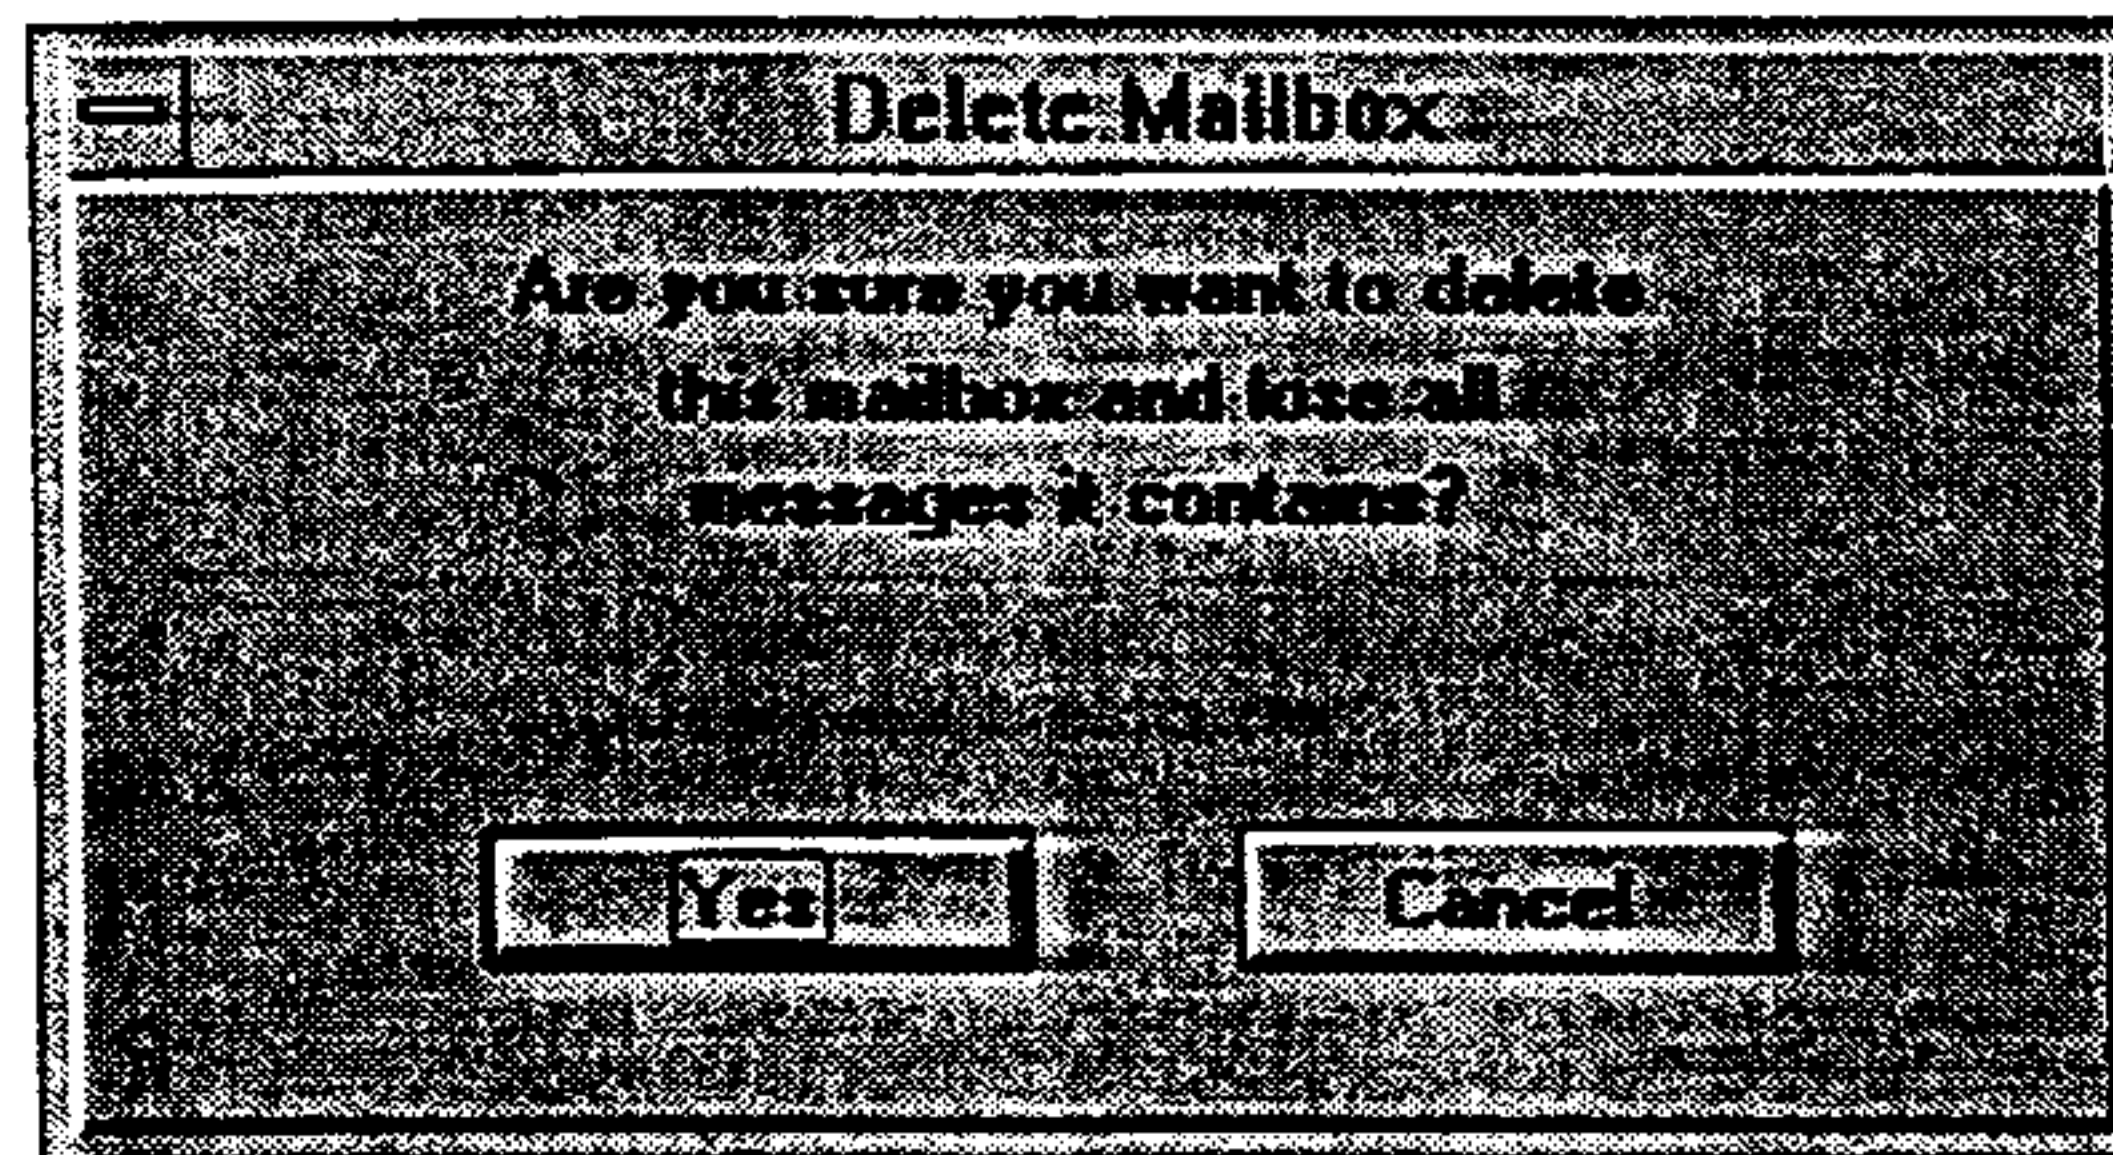 Delete Mailbox
Are you sure you want to delete
this mailbox and lose all
messages it contains?
Yes
Cancel